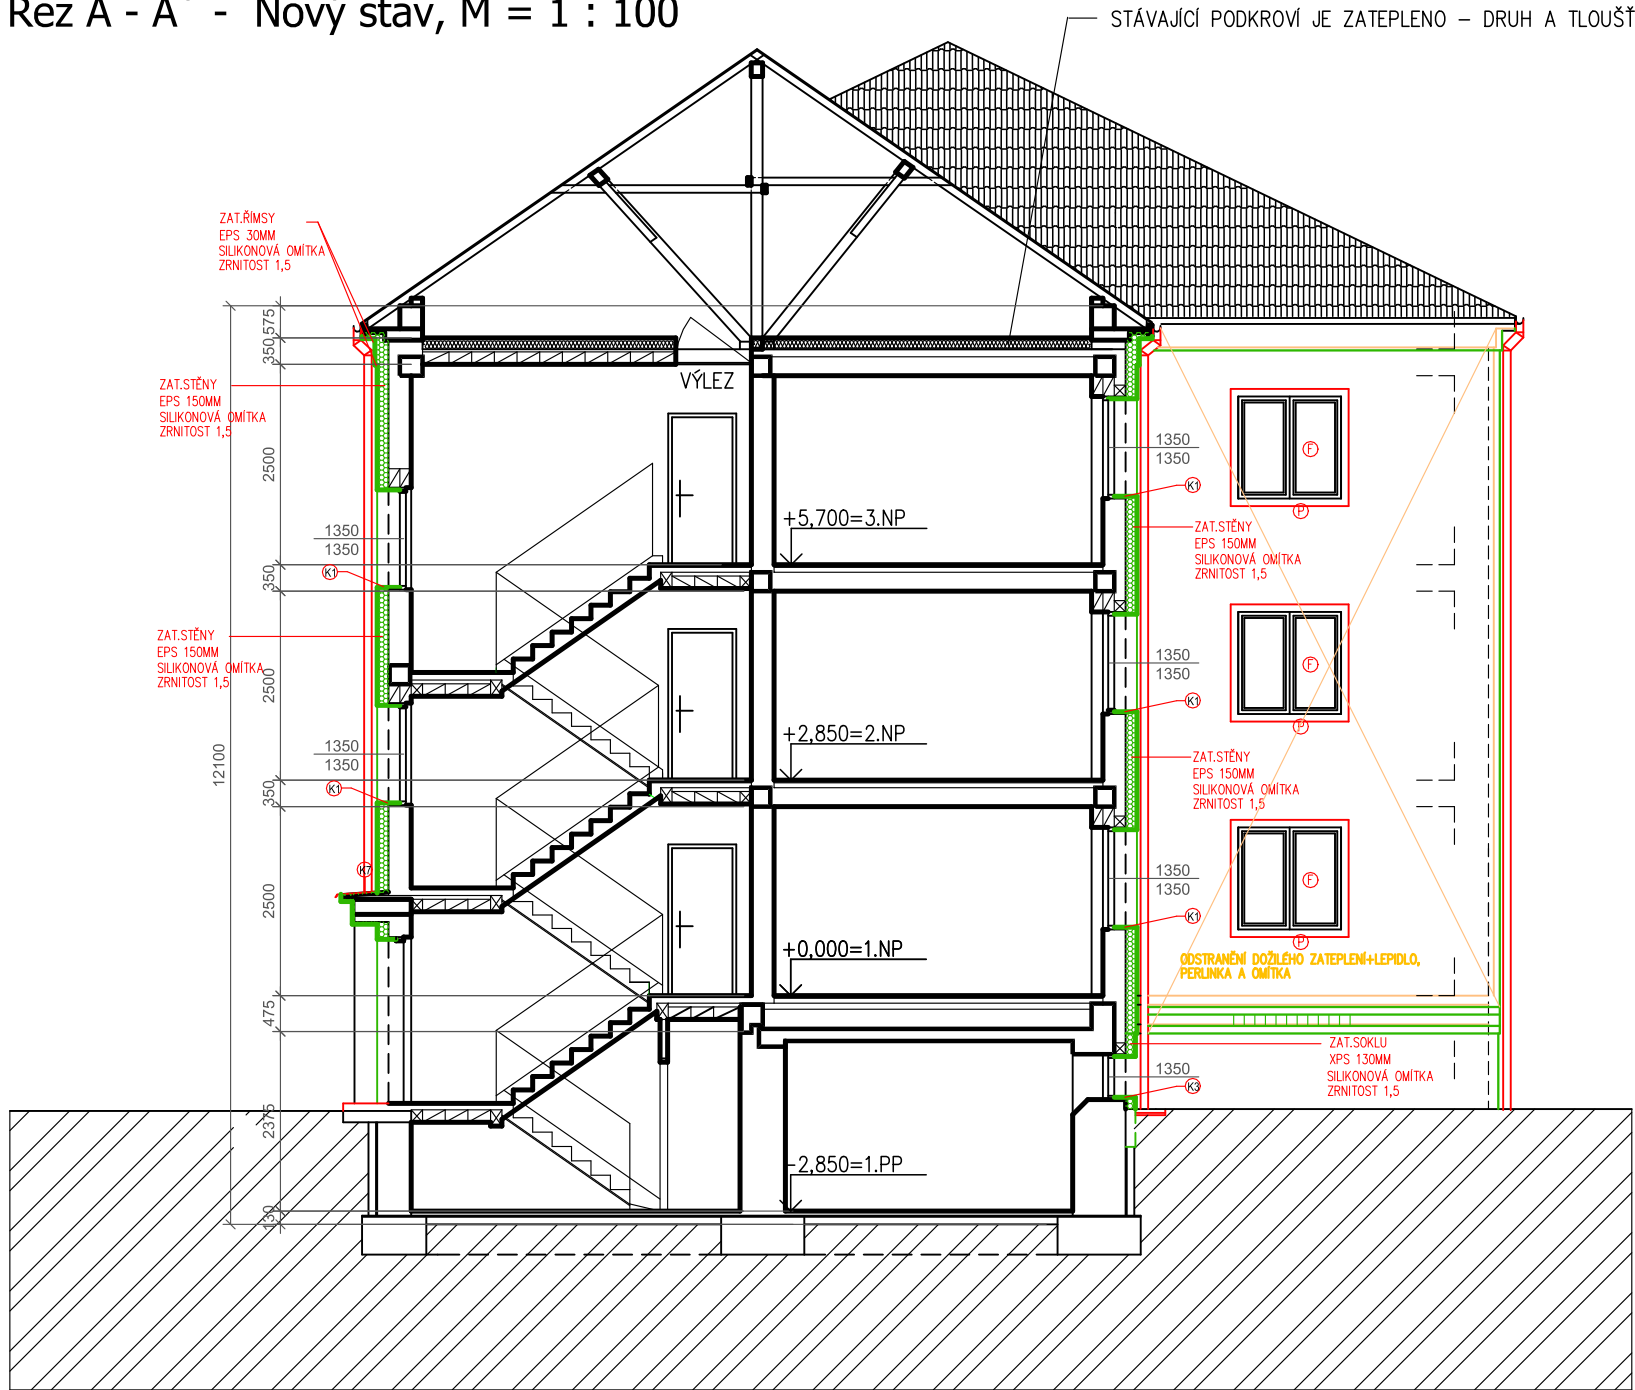 Řez A - A` - Nový stav, M = 1 : 100
STÁVAJÍCÍ PODKROVÍ JE ZATEPLENO – DRUH A TLOUŠŤ
ZAT.ŘÍMSY
EPS 30MM
SILIKONOVÁ OMÍTKA
ZRNITOST 1,5
575
350
ZAT.STĚNY
EPS 150MM
SILIKONOVÁ OMÍTKA
ZRNITOST 1,5
VÝLEZ
2500
1350
1350
1350
1350
K1
F
P
+5,700=3.NP
ZAT.STĚNY
EPS 150MM
SILIKONOVÁ OMÍTKA
ZRNITOST 1,5
K1
350
ZAT.STĚNY
EPS 150MM
SILIKONOVÁ OMÍTKA
ZRNITOST 1,5
2500
1350
1350
K1
F
P
+2,850=2.NP
12100
1350
1350
K1
350
ZAT.STĚNY
EPS 150MM
SILIKONOVÁ OMÍTKA
ZRNITOST 1,5
K7
2500
1350
1350
K1
F
P
+0,000=1.NP
ODSTRANĚNÍ DOŽILÉHO ZATEPLENÍ+LEPIDLO,
PERLINKA A OMÍTKA
475
ZAT.SOKLU
XPS 130MM
SILIKONOVÁ OMÍTKA
ZRNITOST 1,5
1350
K3
2375
-2,850=1.PP
130